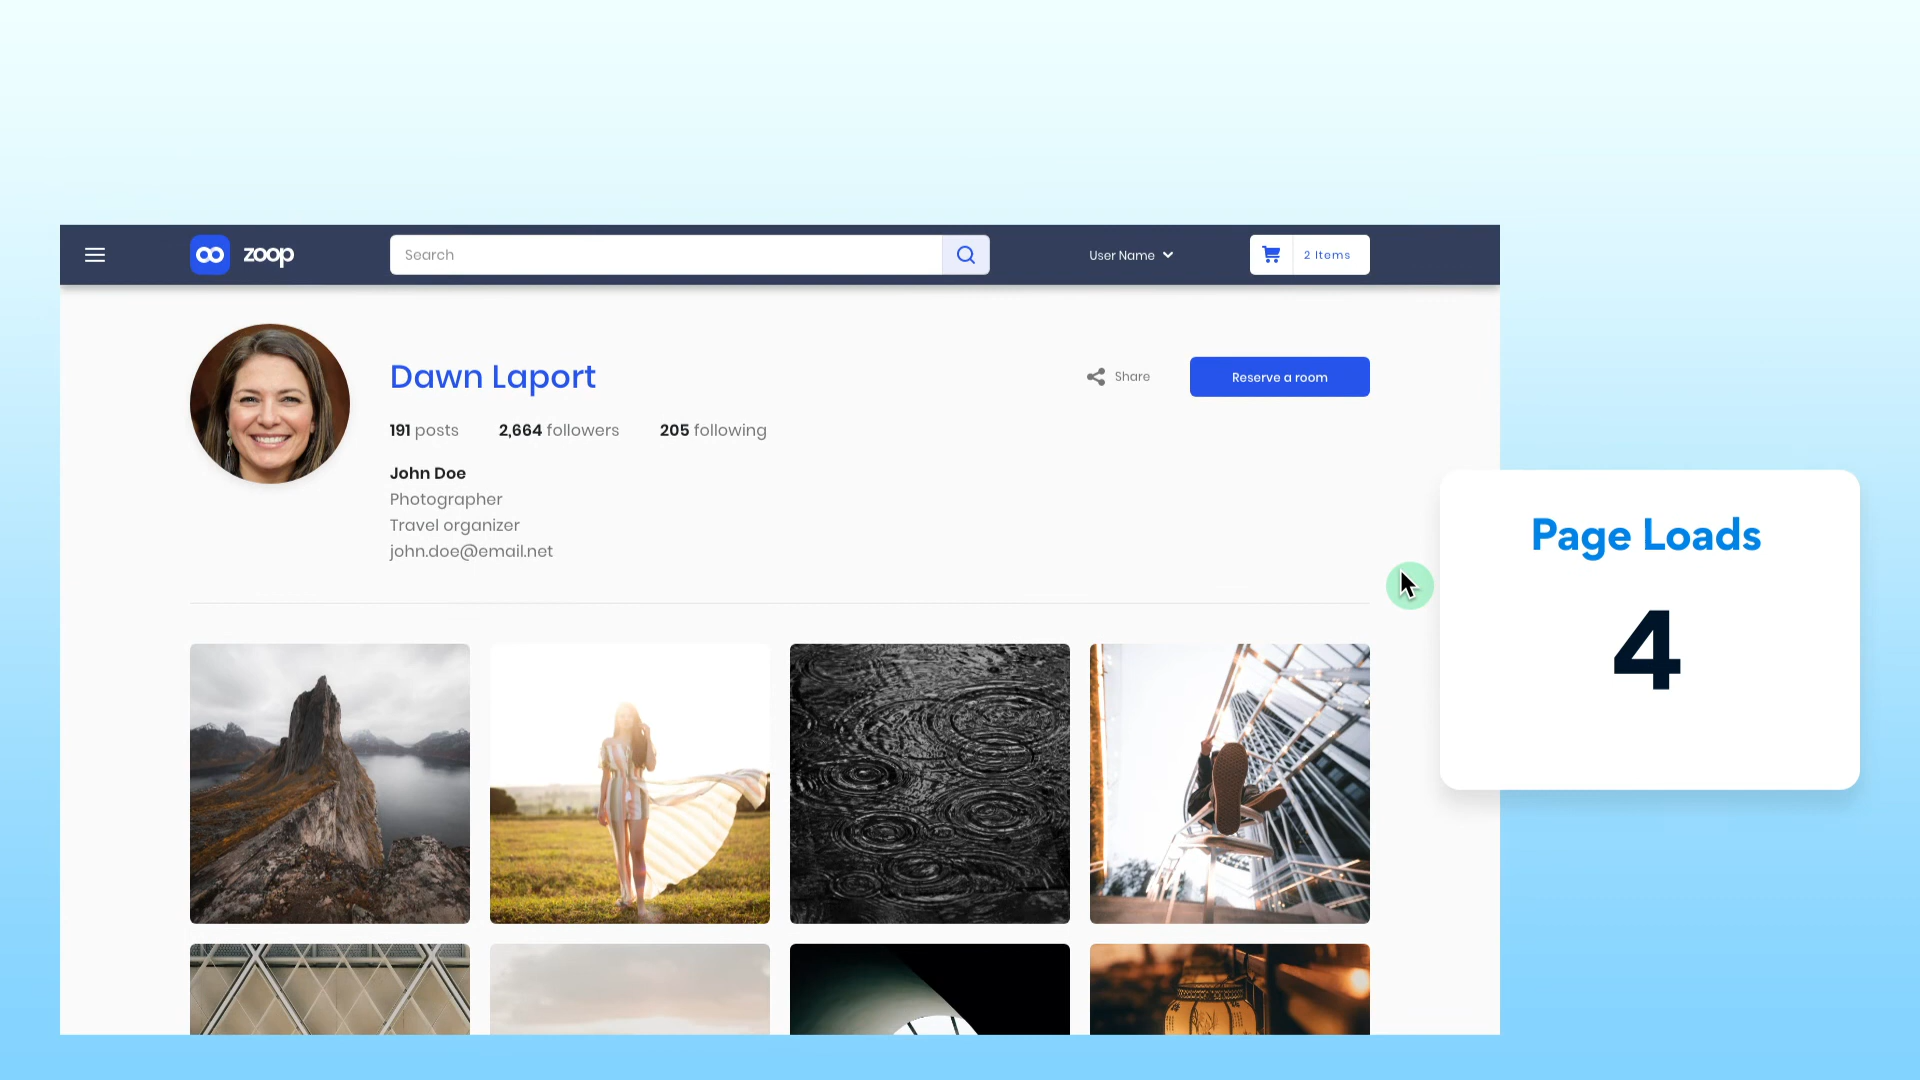 zoop
Search
User Name
2 Items
Dawn Laport
Share
Reserve a room
191 posts 2,664 followers 205 following
John Doe
Photographer
Travel organizer
john.doe@email.net
Page Loads
4